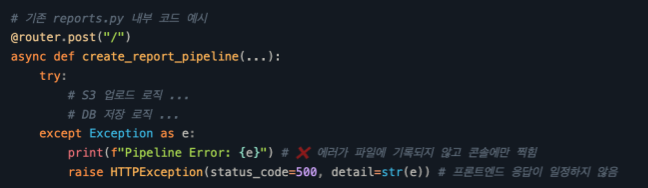 # 기존 reports.py 내부 코드 예시
@router.post("/")
async def create_report_pipeline(...):
    try:
        # S3 업로드 로직 ...
        # DB 저장 로직 ...
    except Exception as e:
        print(f"Pipeline Error: {e}") # ❌ 에러가 파일에 기록되지 않고 콘솔에만 찍힘
        raise HTTPException(status_code=500, detail=str(e)) # 프론트엔드 응답이 일정하지 않음